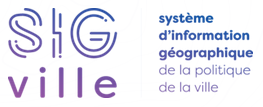 SIG
ville
système
d'information
géographique
de la politique
de la ville